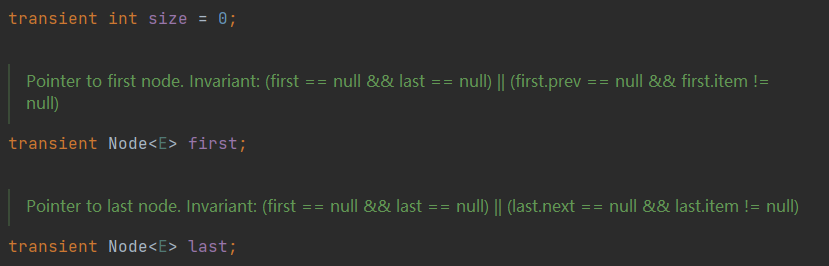 transient int size = 0;
Pointer to first node. Invariant: (first == null && last == null) || (first.prev == null && first.item !=
null)
transient Node<E> first;
Pointer to last node. Invariant: (first == null && last == null) || (last.next == null && last.item != null)
transient Node<E> last;